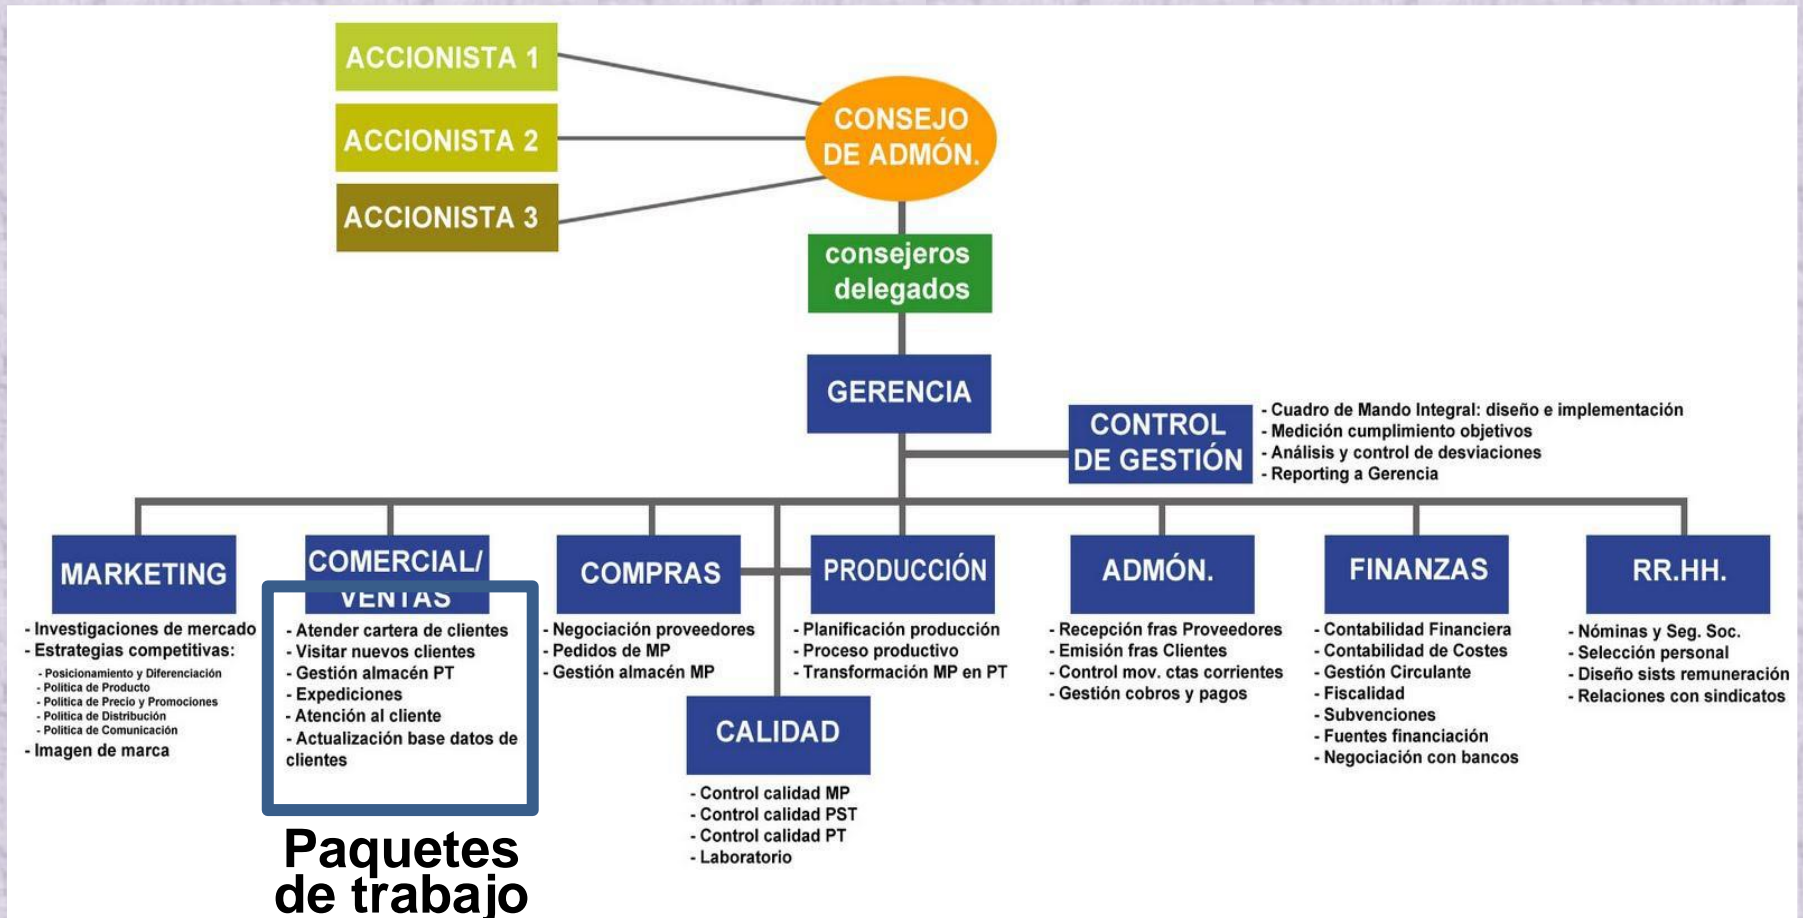 ACCIONISTA 1
ACCIONISTA 2
ACCIONISTA 3
CONSEJO
DE ADMÓN.
consejeros
delegados
GERENCIA
CONTROL
DE GESTIÓN
- Cuadro de Mando Integral: diseño e implementación
- Medición cumplimiento objetivos
- Análisis y control de desviaciones
- Reporting a Gerencia
MARKETING
- Investigaciones de mercado
- Estrategias competitivas:
- Posicionamiento y Diferenciación
- Política de Producto
- Política de Precio y Promociones
- Política de Distribución
- Política de Comunicación
- Imagen de marca
COMERCIAL/
VENTAS
- Atender cartera de clientes
- Visitar nuevos clientes
- Gestión almacén PT
- Expediciones
- Atención al cliente
- Actualización base datos de
clientes
Paquetes
de trabajo
COMPRAS
- Negociación proveedores
- Pedidos de MP
- Gestión almacén MP
CALIDAD
- Control calidad MP
- Control calidad PST
- Control calidad PT
- Laboratorio
PRODUCCIÓN
- Planificación producción
- Proceso productivo
- Transformación MP en PT
ADMÓN.
- Recepción fras Proveedores
- Emisión fras Clientes
- Control mov. ctas corrientes
- Gestión cobros y pagos
FINANZAS
- Contabilidad Financiera
- Contabilidad de Costes
- Gestión Circulante
- Fiscalidad
- Subvenciones
- Fuentes financiación
- Negociación con bancos
RR.HH.
- Nóminas y Seg. Soc.
- Selección personal
- Diseño sists remuneración
- Relaciones con sindicatos